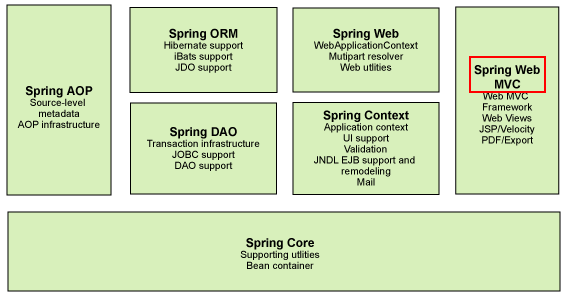 Spring AOP
Source-level
metadata
AOP infrastructure
Spring ORM
Hibernate support
iBats support
JDO support
Spring DAO
Transaction infrastructure
JOBC support
DAO support
Spring Web
WebApplicationContext
Mutipart resolver
Web utlities
Spring Context
Application context
UI support
Validation
JNDL EJB support and
remodeling
Mail
Spring Web
MVC
Web MVC
Framework
Web Views
JSP/Velocity
PDF/Export
Spring Core
Supporting utlities
Bean container